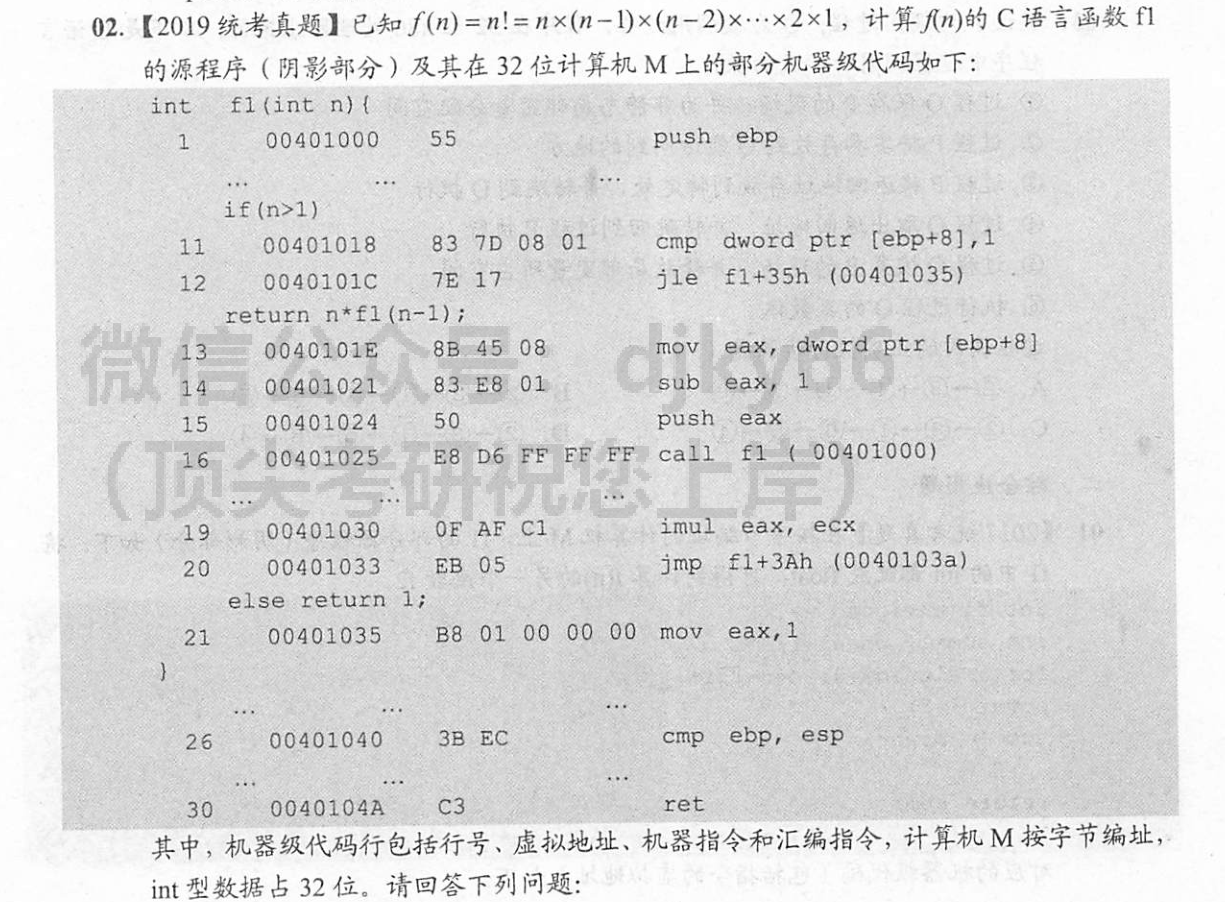 02.【2019 统考真题】已知 f(n)=n!=n×(n−1)×(n−2)×⋯×2×1，计算 f(n)的 C 语言函数 f1
的源程序（阴影部分）及其在 32 位计算机 M 上的部分机器级代码如下：
int f1(int n){
1 00401000 55 push ebp
… … …
if(n>1)
11 00401018 83 7D 08 01 cmp dword ptr [ebp+8],1
12 0040101C 7E 17 jle f1+35h (00401035)
return n*f1(n-1);
13 0040101E 8B 45 08 mov eax, dword ptr [ebp+8]
14 00401021 83 E8 01 sub eax, 1
15 00401024 50 push eax
16 00401025 E8 D6 FF FF FF call f1 ( 00401000)
… … …
19 00401030 0F AF C1 imul eax, ecx
20 00401033 EB 05 jmp f1+3Ah (0040103a)
else return 1;
21 00401035 B8 01 00 00 00 mov eax,1
}
… … …
26 00401040 3B EC cmp ebp, esp
… … …
30 0040104A C3 ret
其中，机器级代码行包括行号、虚拟地址、机器指令和汇编指令，计算机 M 按字节编址，
int 型数据占 32 位。请回答下列问题：
微信公众号 djky66
（顶尖考研祝您上岸）